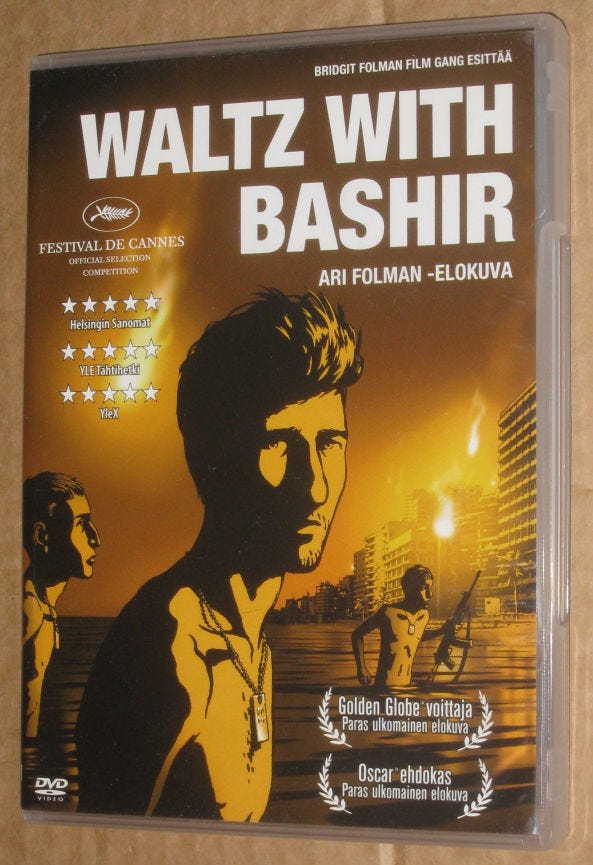 BRIDGIT FOLMAN FILM GANG ESITTÄÄ
WALTZ WITH
BASHIR
ARI FOLMAN -ELOKUVA
FESTIVAL DE CANNES
OFFICIAL SELECTION
COMPETITION
Helsingin Sanomat
YLE Tähtihetki
YleX
Golden Globe® voittaja
Paras ulkomainen elokuva
Oscar® ehdokas
Paras ulkomainen elokuva
DVD
VIDEO